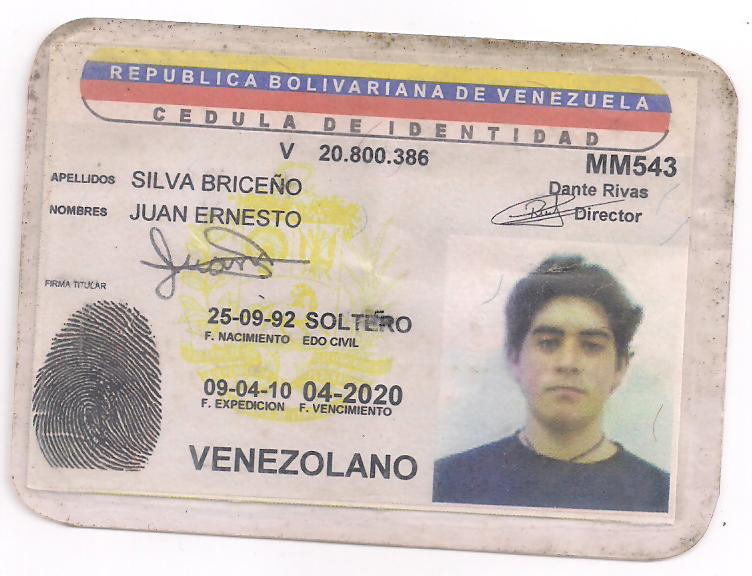 REPUBLICA BOLIVARIANA DE VENEZUELA
CEDULA DE IDENTIDAD
V 20.800.386
MM543
APELLIDOS SILVA BRICEÑO
Dante Rivas
NOMBRES JUAN ERNESTO
Director
Juan
FIRMA TITULAR
25-09-92 SOLTERO
F. NACIMIENTO EDO CIVIL
09-04-10 04-2020
F. EXPEDICION F. VENCIMIENTO
VENEZOLANO